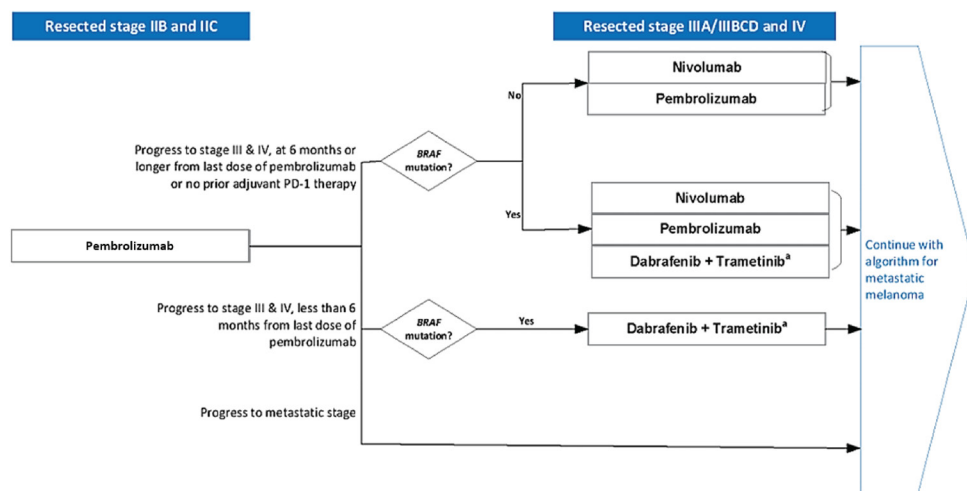 Resected stage IIB and IIC
Resected stage IIIA/IIIBCD and IV
Nivolumab
Pembrolizumab
No
Progress to stage III & IV, at 6 months or
longer from last dose of pembrolizumab
or no prior adjuvant PD-1 therapy
BRAF
mutation?
Yes
Nivolumab
Pembrolizumab
Dabrafenib + Trametinibᵃ
Pembrolizumab
Continue with
algorithm for
metastatic
melanoma
Progress to stage III & IV, less than 6
months from last dose of
pembrolizumab
BRAF
mutation?
Yes
Dabrafenib + Trametinibᵃ
Progress to metastatic stage